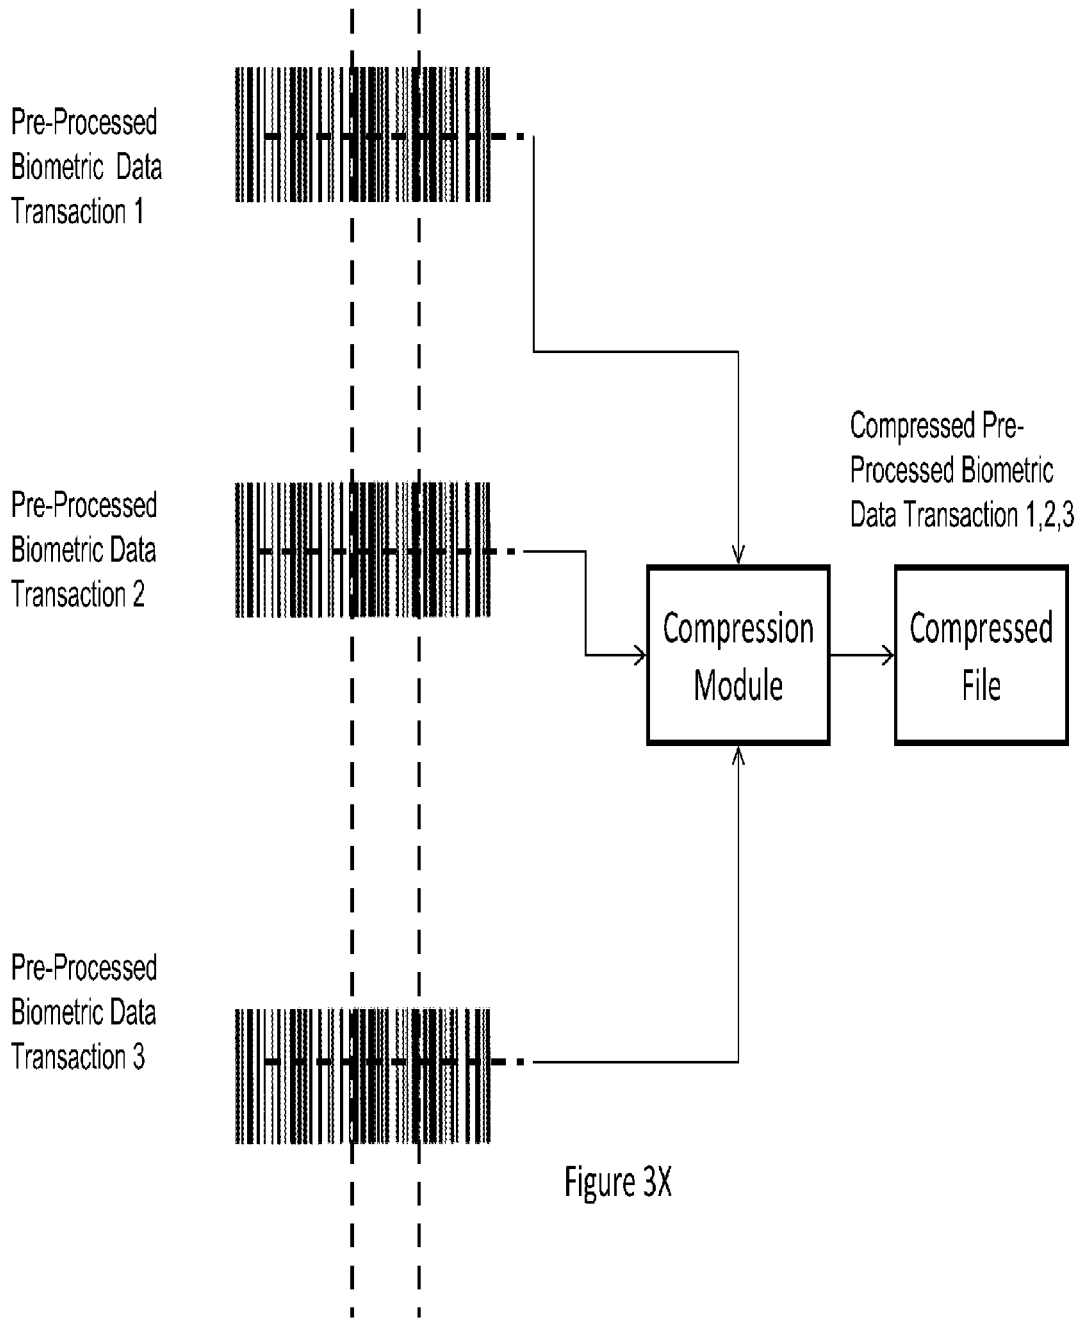 Pre-Processed
Biometric Data
Transaction 1
Compressed Pre-
Processed Biometric
Data Transaction 1,2,3
Pre-Processed
Biometric Data
Transaction 2
Compression
Module
Compressed
File
Pre-Processed
Biometric Data
Transaction 3
Figure 3X